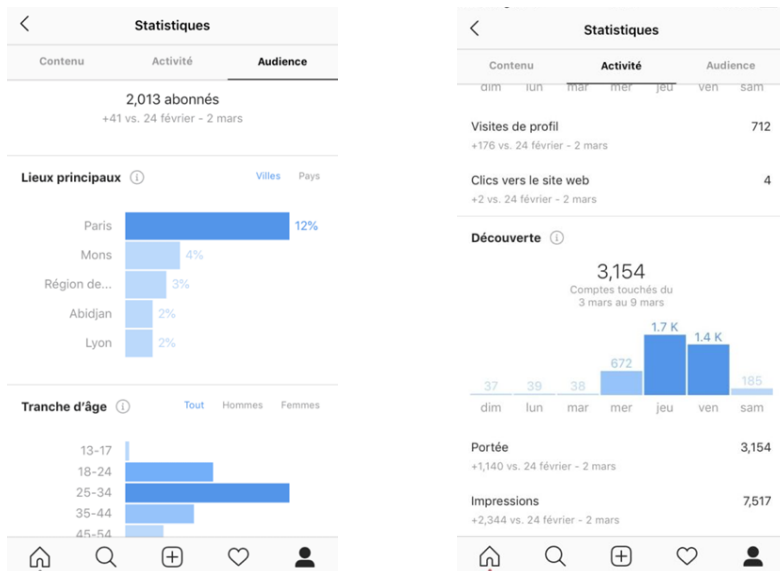 Statistiques
Contenu Activité Audience
2,013 abonnés
+41 vs. 24 février - 2 mars
Lieux principaux
Villes Pays
Paris 12%
Mons 4%
Région de... 3%
Abidjan 2%
Lyon 2%
Tranche d'âge
Tout Hommes Femmes
13-17
18-24
25-34
35-44
45-54
Statistiques
Contenu Activité Audience
dim lun mar mer jeu ven sam
Visites de profil 712
+176 vs. 24 février - 2 mars
Clics vers le site web 4
+2 vs. 24 février - 2 mars
Découverte
3,154
Comptes touchés du
3 mars au 9 mars
37 39 38 672 1.7 K 1.4 K 185
dim lun mar mer jeu ven sam
Portée 3,154
+1,140 vs. 24 février - 2 mars
Impressions 7,517
+2,344 vs. 24 février - 2 mars